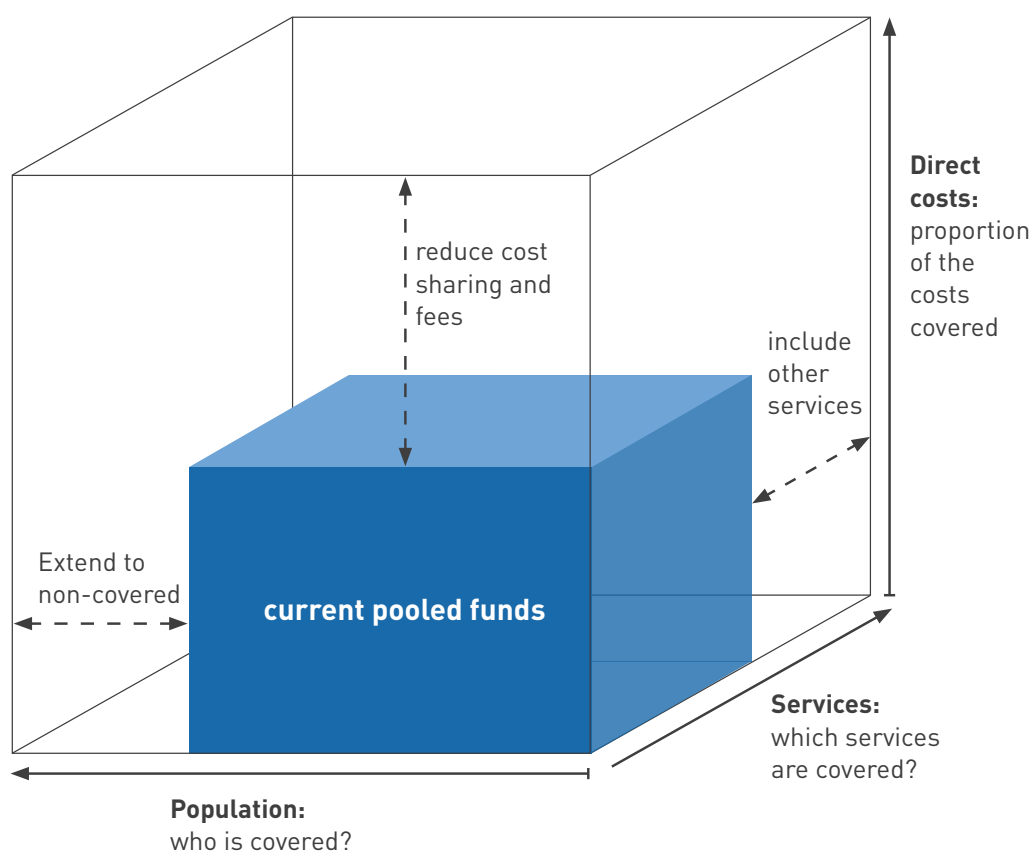 Direct
costs:
proportion
of the
costs
covered
reduce cost
sharing and
fees
include
other
services
Extend to
non-covered
current pooled funds
Services:
which services
are covered?
Population:
who is covered?